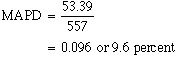 MAPD = 53.39 / 557
= 0.096 or 9.6 percent